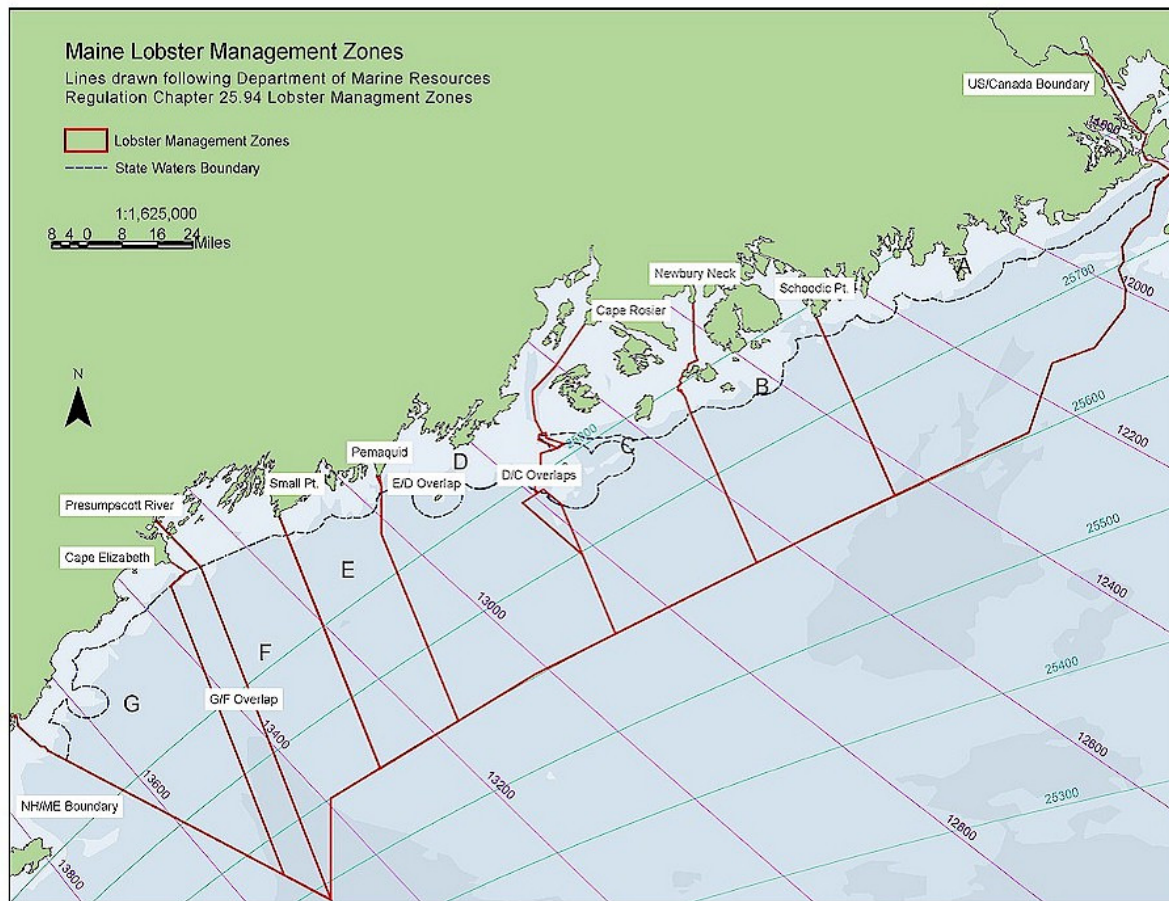 Maine Lobster Management Zones
Lines drawn following Department of Marine Resources
Regulation Chapter 25.94 Lobster Managment Zones
Lobster Management Zones
State Waters Boundary
1:1,625,000
8 4 0 8 16 24 Miles
US/Canada Boundary
A
12000
25700
Newbury Neck
Schoodic Pt.
Cape Rosier
N
B
25600
12200
25800
C
Pemaquid
D
Small Pt.
E/D Overlap
D/C Overlaps
Presumpscott River
Cape Elizabeth
25500
E
12400
13000
F
25400
G
G/F Overlap
13400
12600
13600
13200
NH/ME Boundary
25300
12800
13800